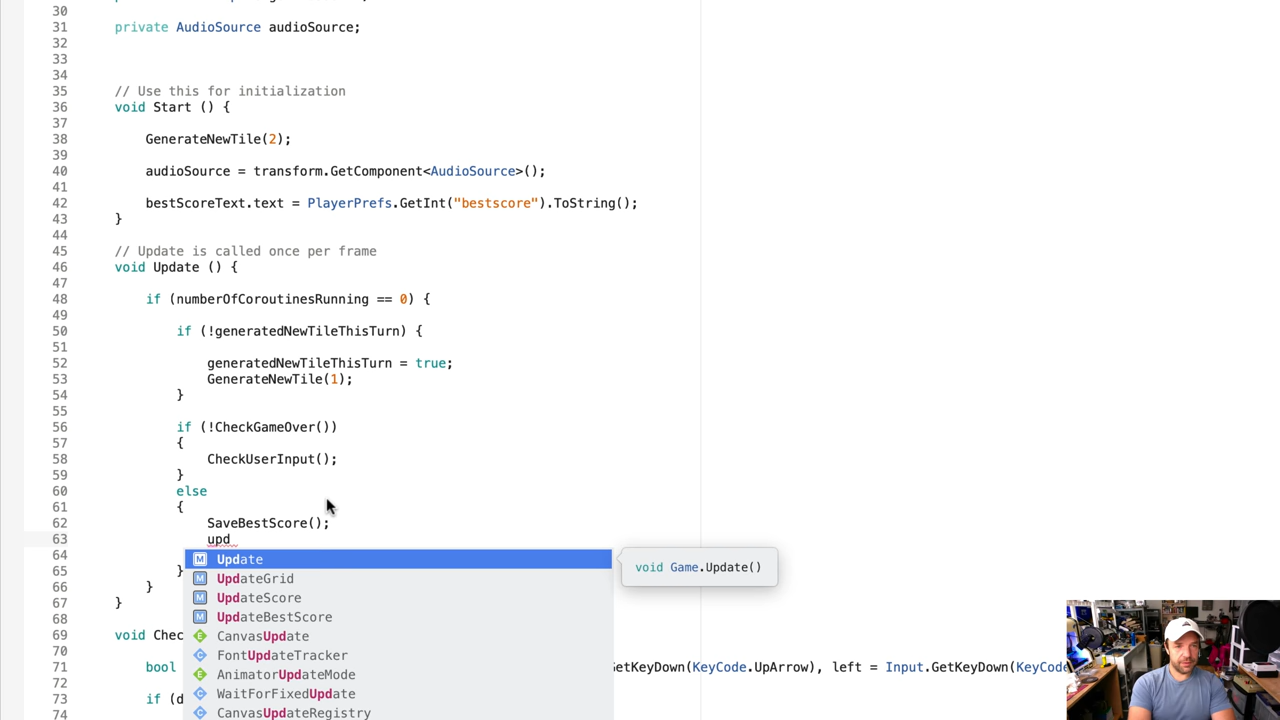 30
31 private AudioSource audioSource;
32
33
34
35 // Use this for initialization
36 void Start () {
37
38 GenerateNewTile(2);
39
40 audioSource = transform.GetComponent<AudioSource>();
41
42 bestScoreText.text = PlayerPrefs.GetInt("bestscore").ToString();
43 }
44
45 // Update is called once per frame
46 void Update () {
47
48 if (numberOfCoroutinesRunning == 0) {
49
50 if (!generatedNewTileThisTurn) {
51
52 generatedNewTileThisTurn = true;
53 GenerateNewTile(1);
54 }
55
56 if (!CheckGameOver())
57 {
58 CheckUserInput();
59 }
60 else
61 {
62 SaveBestScore();
63 upd
64 M Update void Game.Update()
M UpdateGrid
65 }
66 }
M UpdateScore
67 }
M UpdateBestScore
68
69 void Chec
E CanvasUpdate
70
C FontUpdateTracker
71 bool GetKeyDown(KeyCode.UpArrow), left = Input.GetKeyDown(KeyCode
E AnimatorUpdateMode
72
C WaitForFixedUpdate
73 if (d
C CanvasUpdateRegistry
74